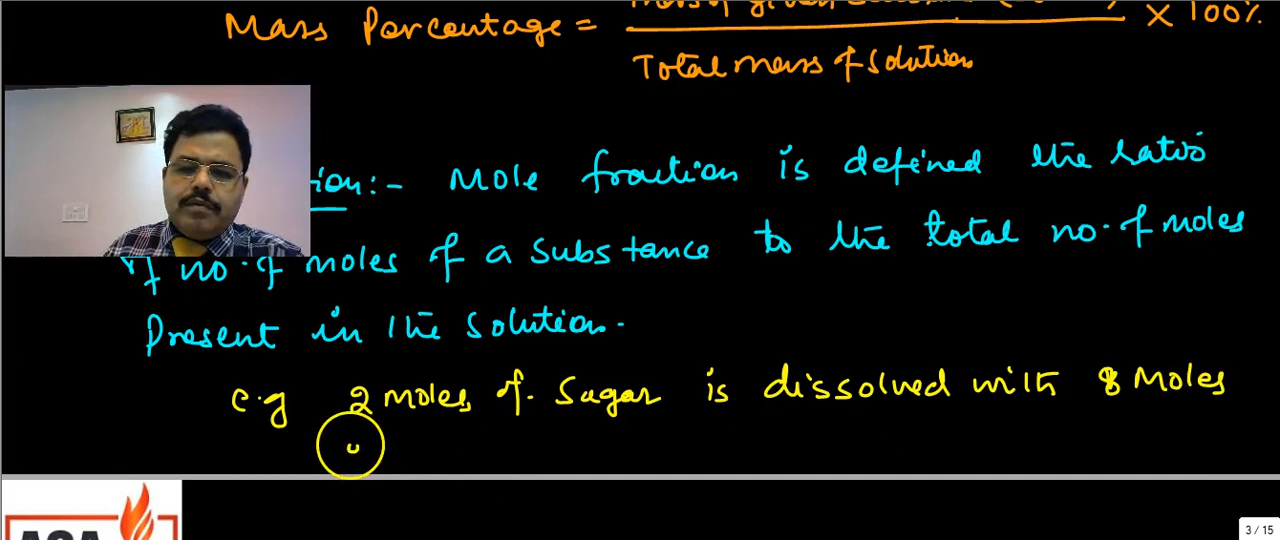 Mass Percentage = × 100%
Total mass of solution
ion:- Mole fraction is defined the ratio
of no. of moles of a substance to the total no. of moles
Present in the solution.
e.g 2 moles of. Sugar is dissolved with 8 Moles
3 / 15